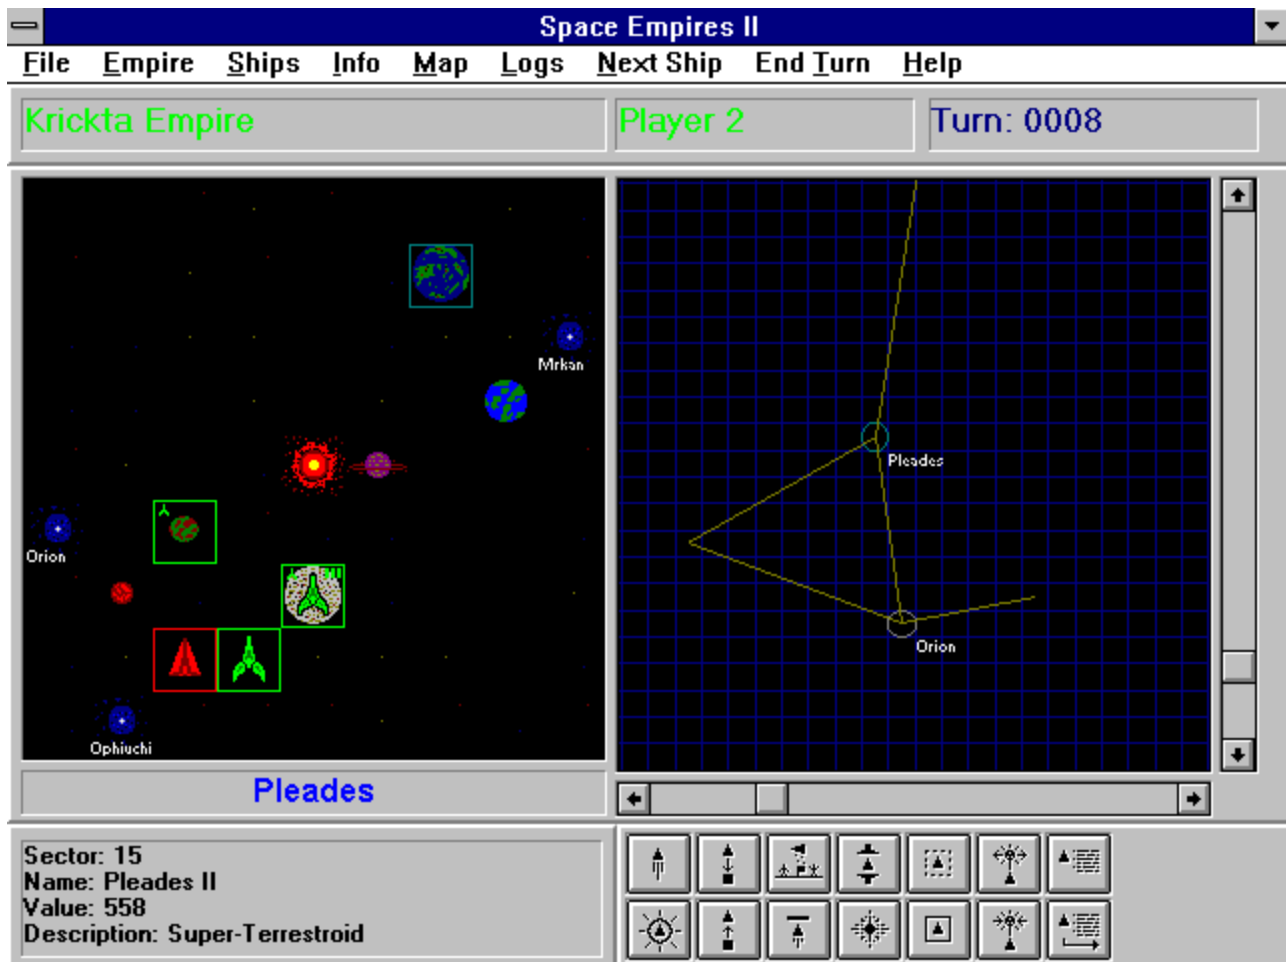 Space Empires II
File Empire Ships Info Map Logs Next Ship End Turn Help
Krickta Empire Player 2 Turn: 0008
Mrkan
Pleades
Orion
Orion
Ophiuchi
Pleades
Sector: 15
Name: Pleades II
Value: 558
Description: Super-Terrestroid